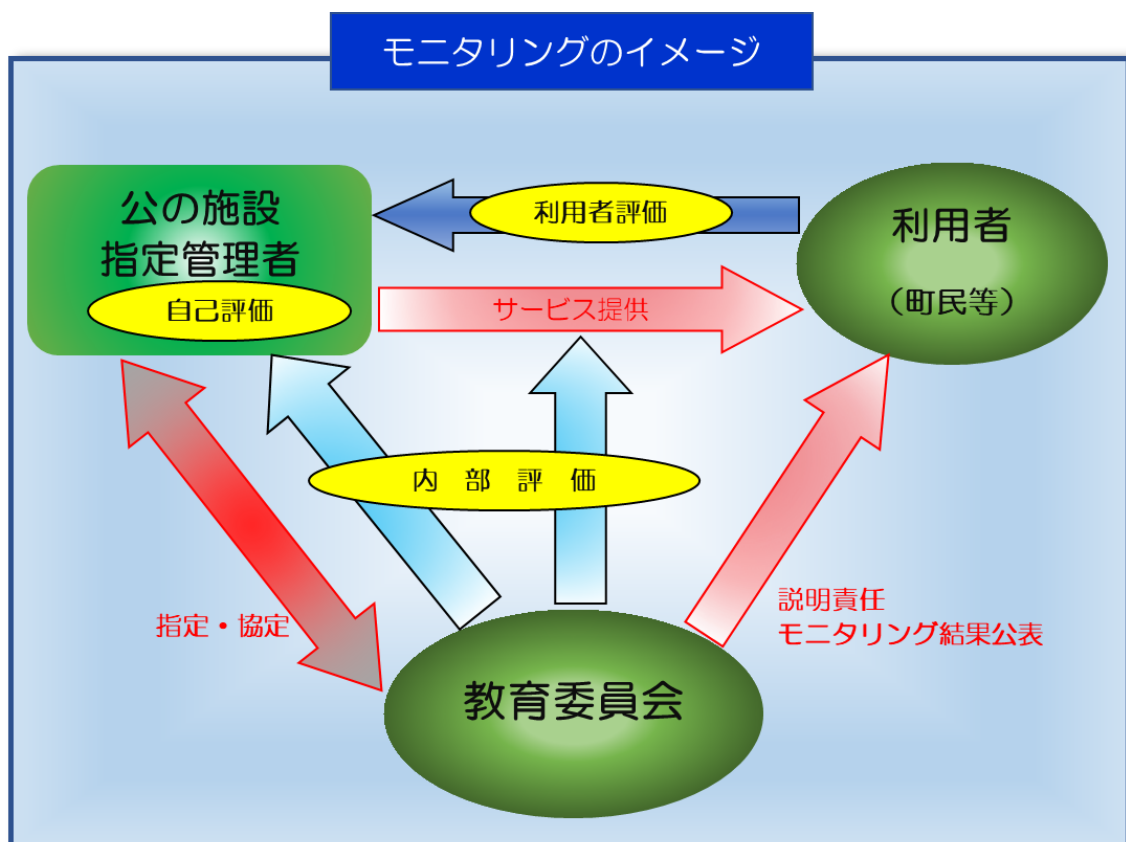 モニタリングのイメージ
公の施設
指定管理者
自己評価
利用者評価
サービス提供
利用者
（町民等）
内 部 評 価
指定・協定
説明責任
モニタリング結果公表
教育委員会